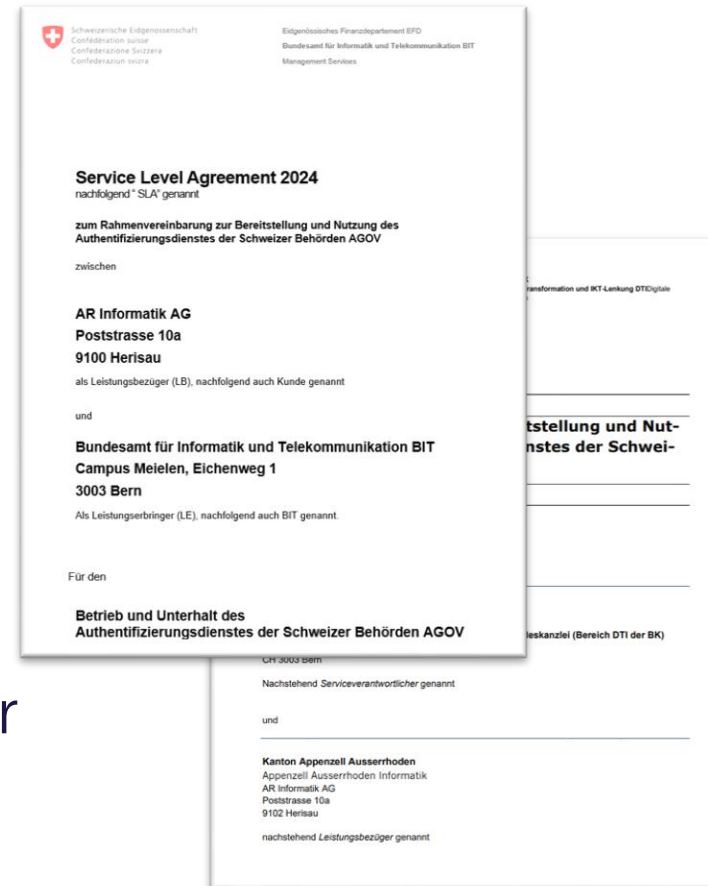 Schweizerische Eidgenossenschaft
Confédération suisse
Confederazione Svizzera
Confederaziun svizra
Eidgenössisches Finanzdepartement EFD
Bundesamt für Informatik und Telekommunikation BIT
Management Services
Service Level Agreement 2024
nachfolgend " SLA" genannt
zum Rahmenvereinbarung zur Bereitstellung und Nutzung des
Authentifizierungsdienstes der Schweizer Behörden AGOV
zwischen
AR Informatik AG
Poststrasse 10a
9100 Herisau
als Leistungsbezüger (LB), nachfolgend auch Kunde genannt
und
Bundesamt für Informatik und Telekommunikation BIT
Campus Meielen, Eichenweg 1
3003 Bern
Als Leistungserbringer (LE), nachfolgend auch BIT genannt.
Für den
Betrieb und Unterhalt des
Authentifizierungsdienstes der Schweizer Behörden AGOV
ransformation und IKT-Lenkung DTIDigitale
tstellung und Nut-
nstes der Schwei-
leskanzlei (Bereich DTI der BK)
CH 3003 Bern
Nachstehend Serviceverantwortlicher genannt
und
Kanton Appenzell Ausserrhoden
Appenzell Ausserrhoden Informatik
AR Informatik AG
Poststrasse 10a
9102 Herisau
nachstehend Leistungsbezüger genannt
r